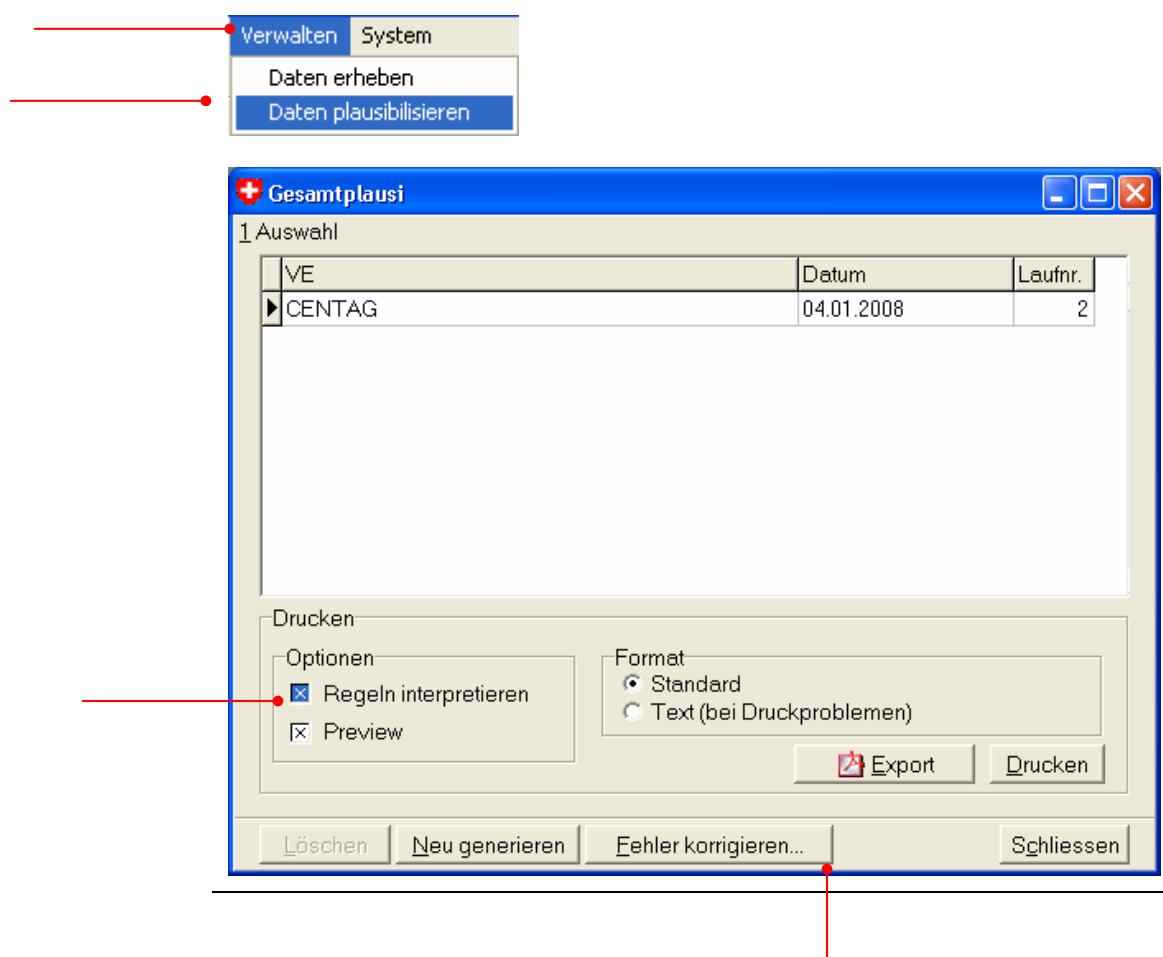 Verwalten System
Daten erheben
Daten plausibilisieren
Gesamtplausi
1 Auswahl
VE Datum Laufnr.
CENTAG 04.01.2008 2
Drucken
Optionen Format
Regeln interpretieren Standard
Preview Text (bei Druckproblemen)
Export Drucken
Löschen Neu generieren Fehler korrigieren... Schliessen